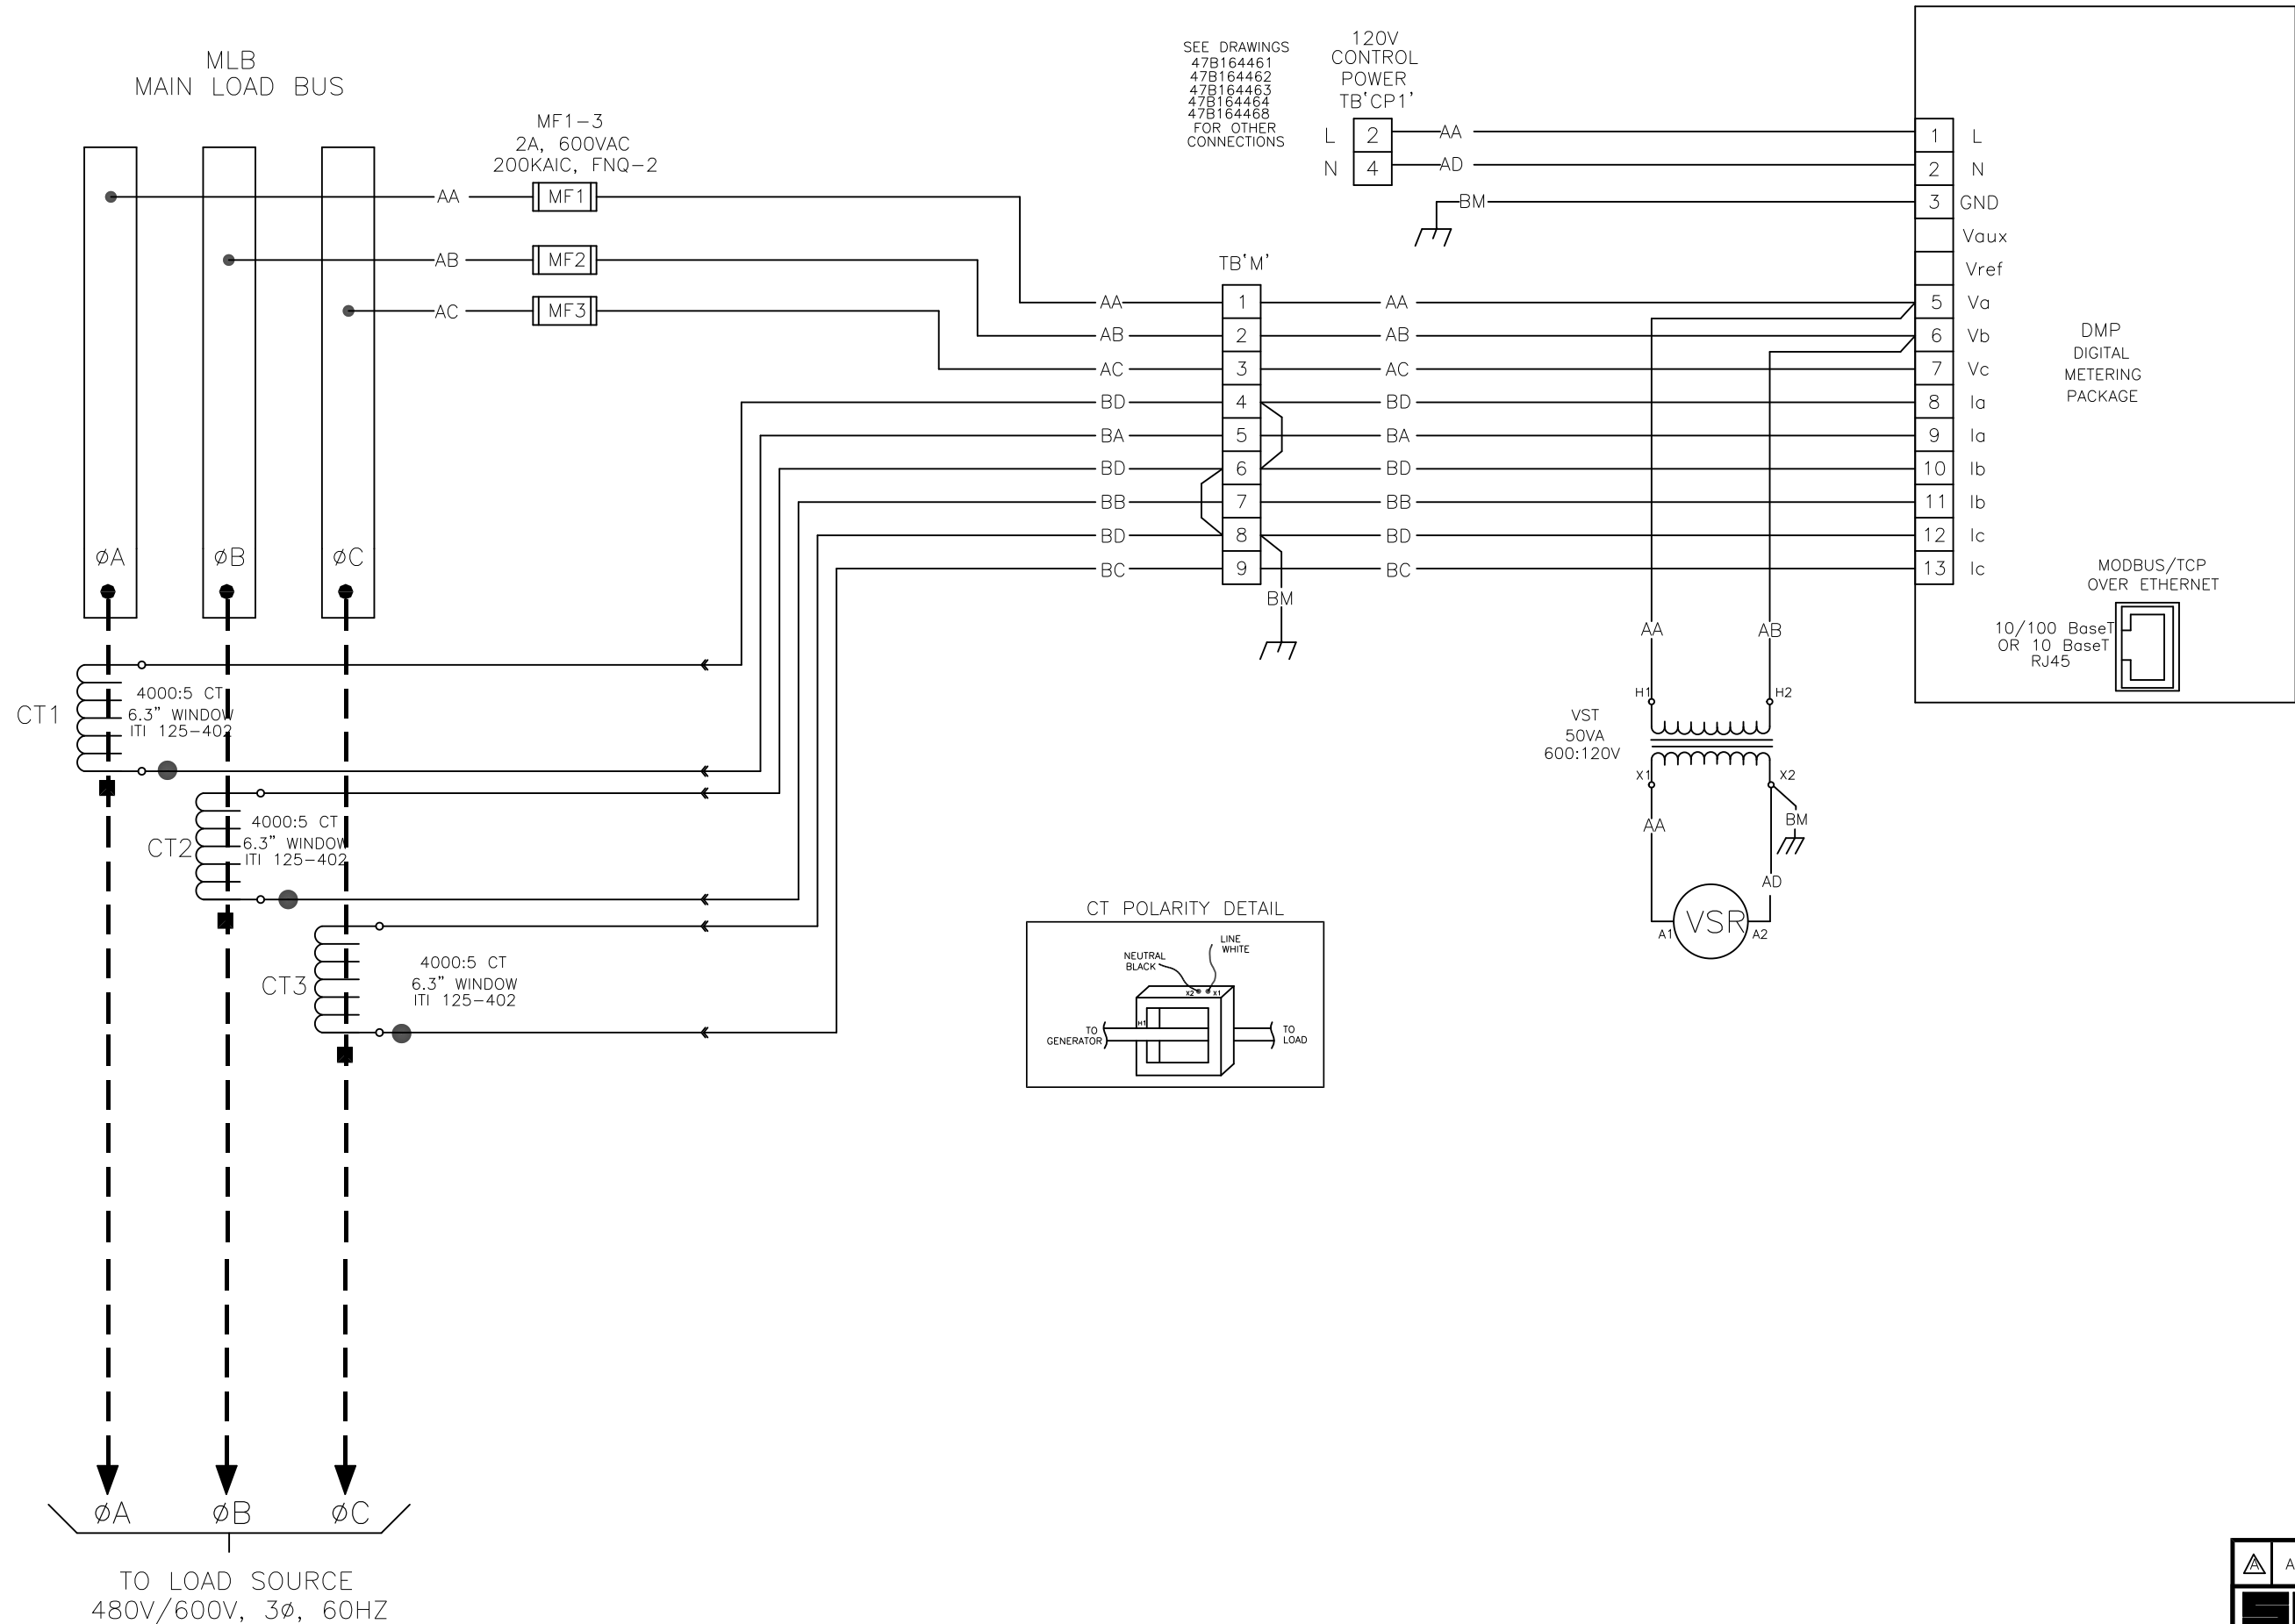 MLB
MAIN LOAD BUS
MF1-3
2A, 600VAC
200KAIC, FNQ-2
AA
MF1
AB
MF2
AC
MF3
øA
øB
øC
SEE DRAWINGS
47B164461
47B164462
47B164463
47B164464
47B164468
FOR OTHER
CONNECTIONS
120V
CONTROL
POWER
TB‘CP1’
L 2 AA
N 4 AD
BM
1 L
2 N
3 GND
Vaux
Vref
5 Va
6 Vb
7 Vc
8 Ia
9 Ia
10 Ib
11 Ib
12 Ic
13 Ic
DMP
DIGITAL
METERING
PACKAGE
MODBUS/TCP
OVER ETHERNET
10/100 BaseT
OR 10 BaseT
RJ45
TB‘M’
AA 1 AA
AB 2 AB
AC 3 AC
BD 4 BD
BA 5 BA
BD 6 BD
BB 7 BB
BD 8 BD
BC 9 BC
BM
CT1
4000:5 CT
6.3” WINDOW
ITI 125-402
CT2
4000:5 CT
6.3” WINDOW
ITI 125-402
CT3
4000:5 CT
6.3” WINDOW
ITI 125-402
AA
AB
H1
H2
VST
50VA
600:120V
X1
X2
AA
BM
AD
VSR
A1
A2
CT POLARITY DETAIL
LINE
WHITE
NEUTRAL
BLACK
X2
X1
H1
TO
GENERATOR
TO
LOAD
øA
øB
øC
TO LOAD SOURCE
480V/600V, 3ø, 60HZ
A
A